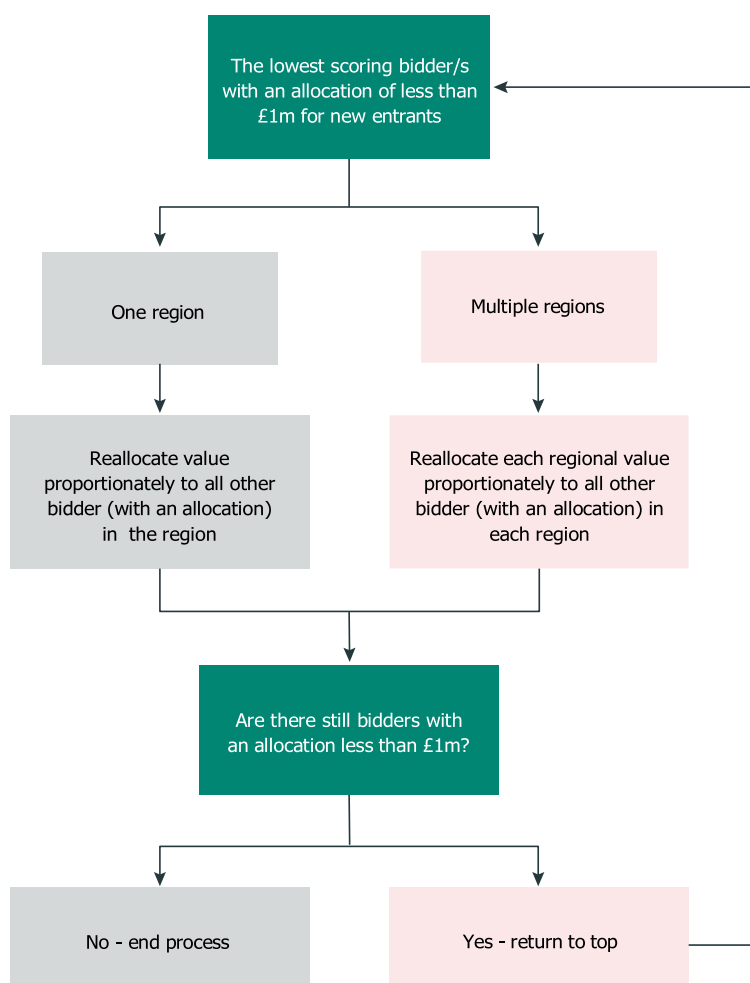 The lowest scoring bidder/s
with an allocation of less than
£1m for new entrants
One region
Multiple regions
Reallocate value
proportionately to all other
bidder (with an allocation)
in the region
Reallocate each regional value
proportionately to all other
bidder (with an allocation) in
each region
Are there still bidders with
an allocation less than £1m?
No - end process
Yes - return to top